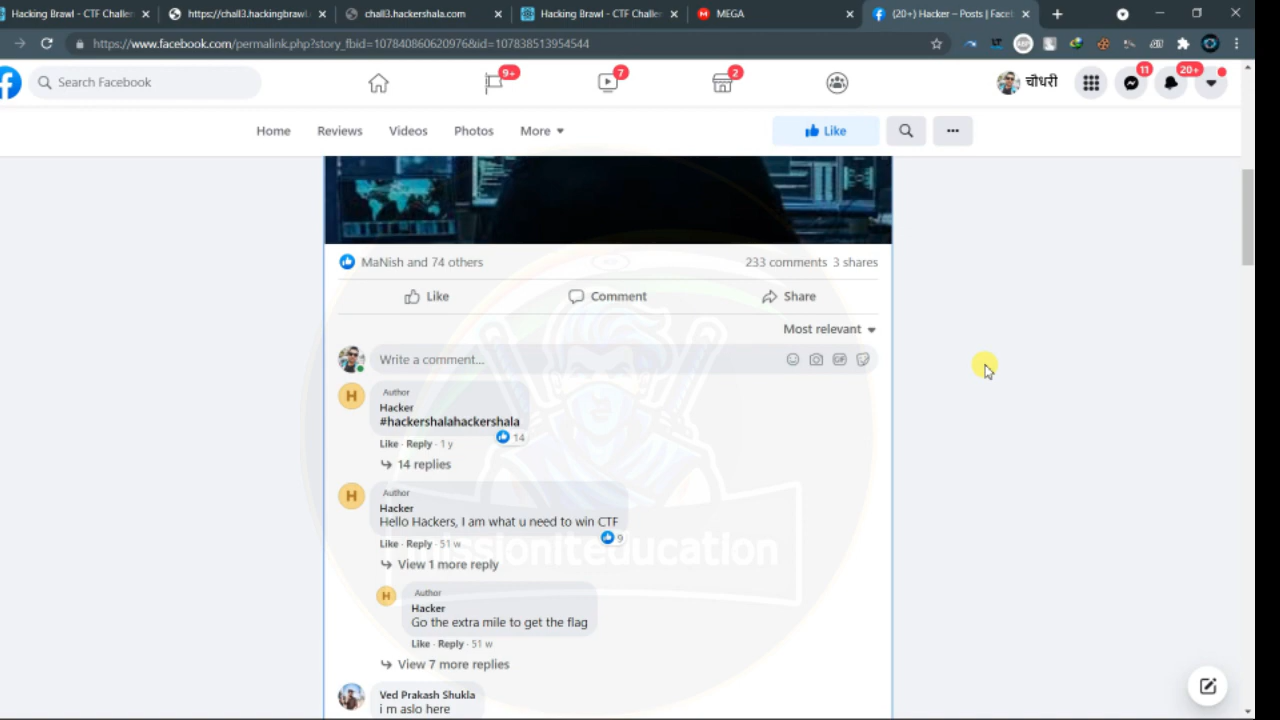 Hacking Brawl - CTF Challe
https://chall3.hackingbrawl.
chall3.hackershala.com
Hacking Brawl - CTF Challe
MEGA
(20+) Hacker – Posts | Face
https://www.facebook.com/permalink.php?story_fbid=107840860620976&id=107838513954544
Search Facebook
9+
7
2
चौधरी
11
20+
Home
Reviews
Videos
Photos
More
Like
MaNish and 74 others
233 comments 3 shares
Like
Comment
Share
Most relevant
Write a comment...
H
Author
Hacker
#hackershalahackershala
14
Like · Reply · 1 y
14 replies
H
Author
Hacker
Hello Hackers, I am what u need to win CTF
9
Like · Reply · 51 w
View 1 more reply
missioniteducation
H
Author
Hacker
Go the extra mile to get the flag
Like · Reply · 51 w
View 7 more replies
Ved Prakash Shukla
i m aslo here